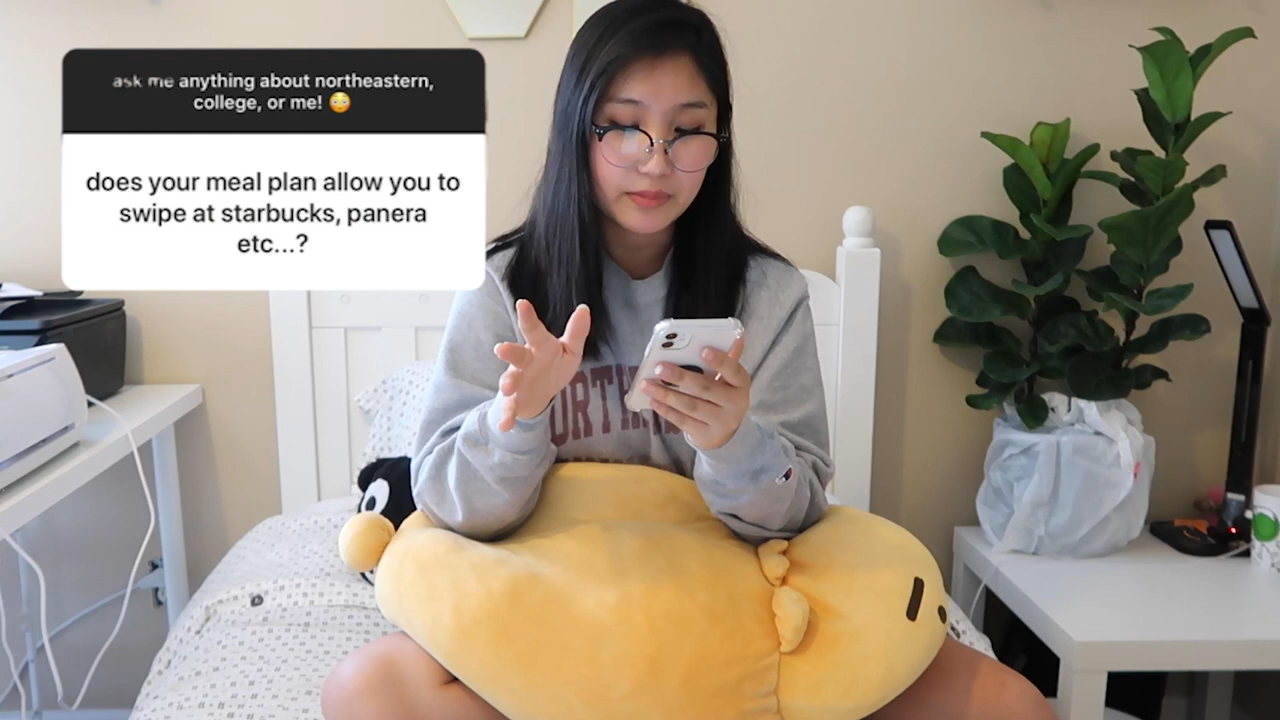 ask me anything about northeastern,
college, or me! 😳
does your meal plan allow you to
swipe at starbucks, panera
etc...?